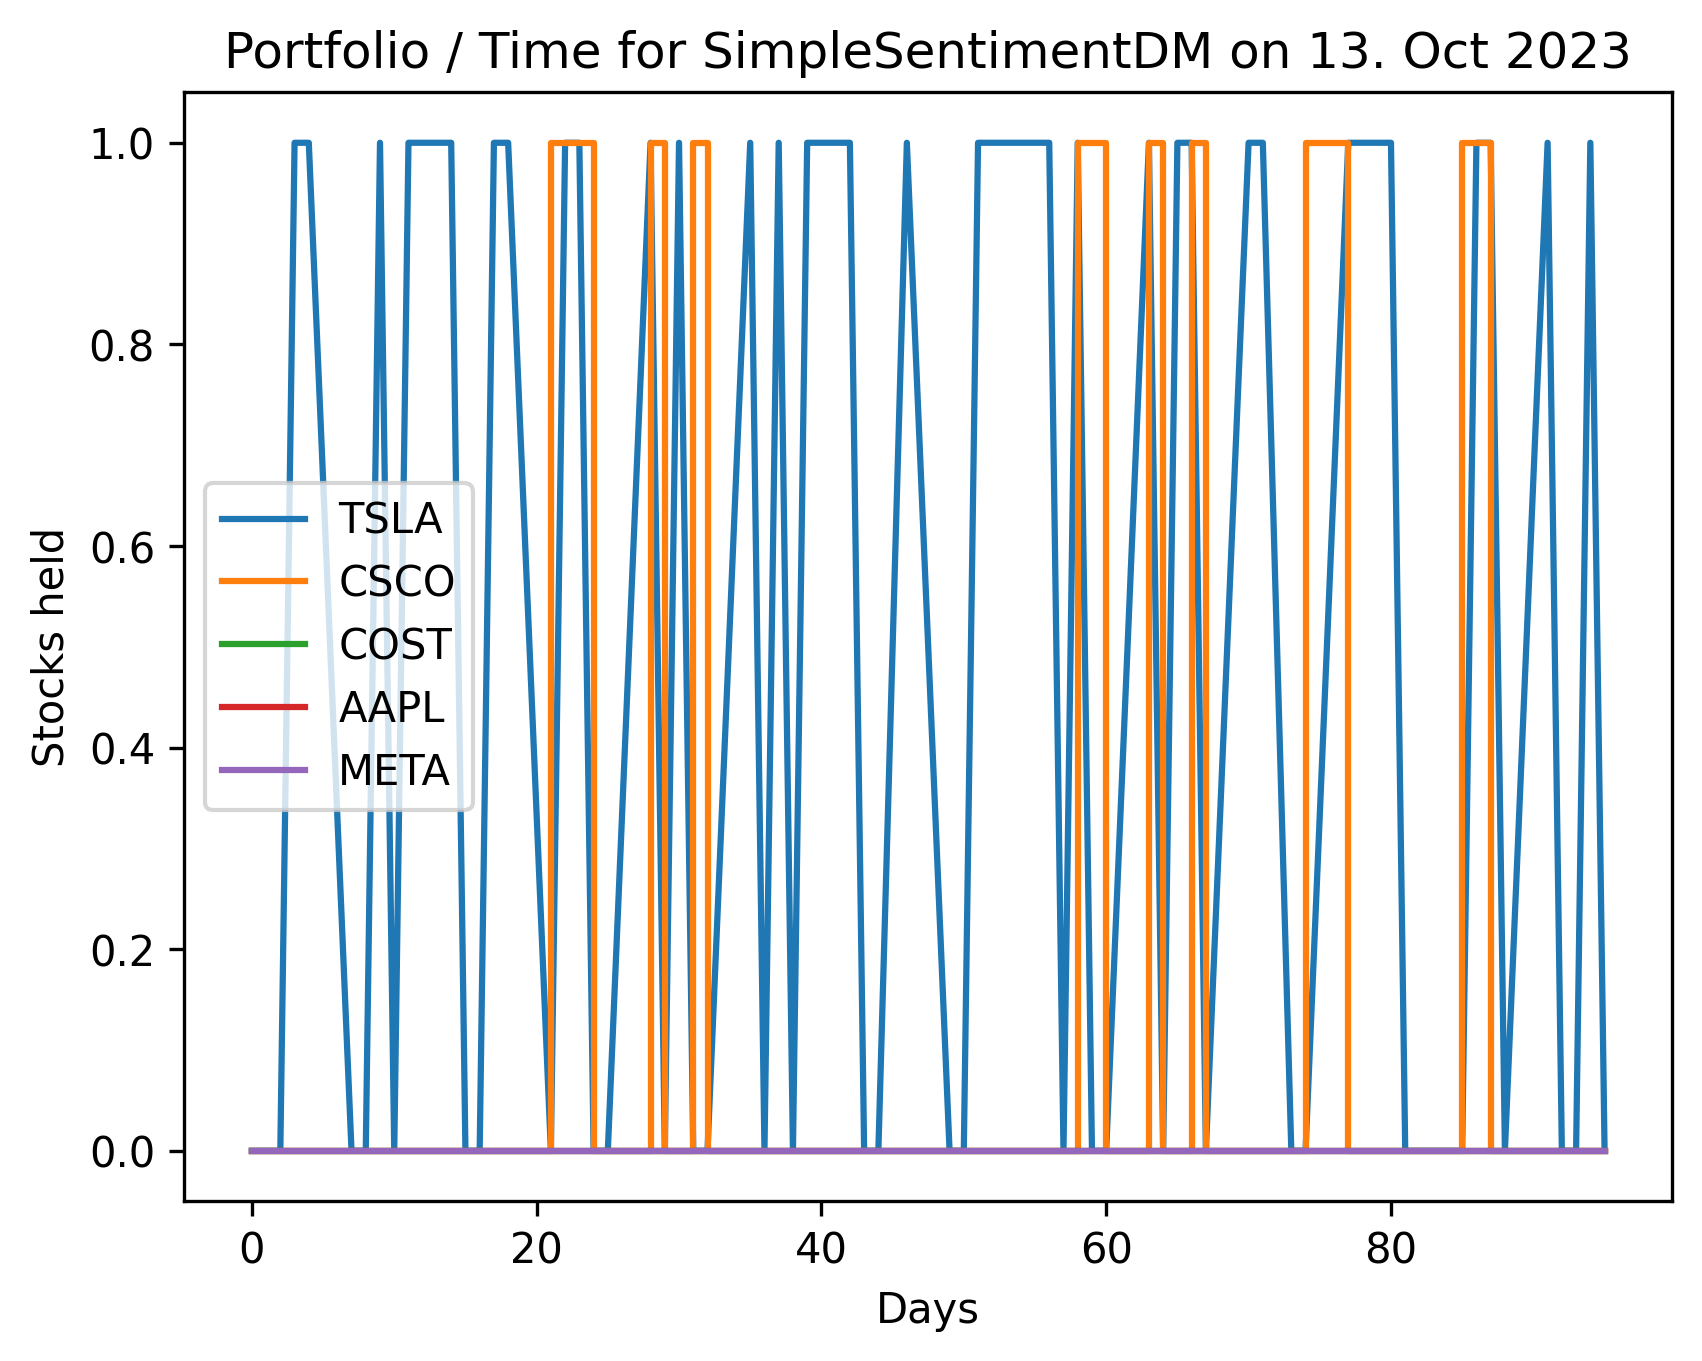 Portfolio / Time for SimpleSentimentDM on 13. Oct 2023
1.0
0.8
0.6
0.4
0.2
0.0
Stocks held
TSLA
CSCO
COST
AAPL
META
0 20 40 60 80
Days